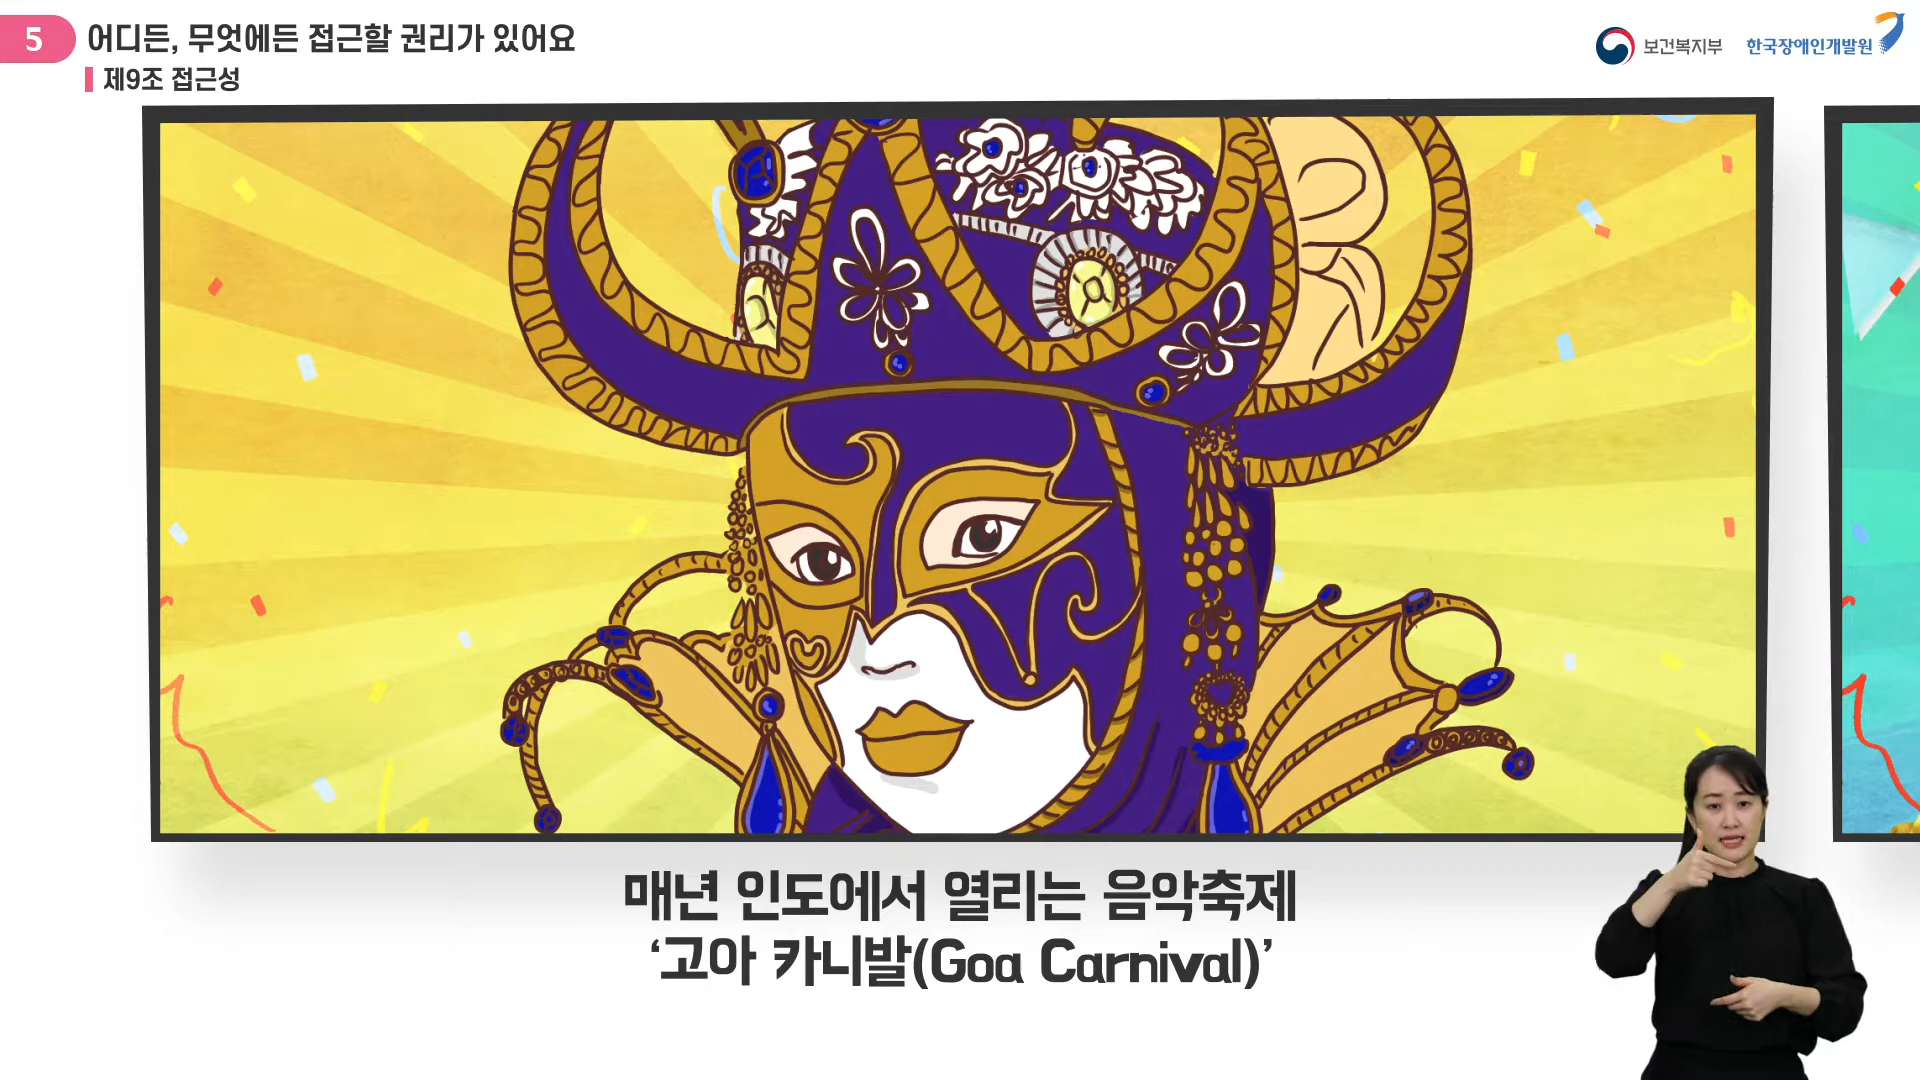 5
어디든, 무엇에든 접근할 권리가 있어요
제9조 접근성
보건복지부
한국장애인개발원
매년 인도에서 열리는 음악축제
‘고아 카니발(Goa Carnival)’